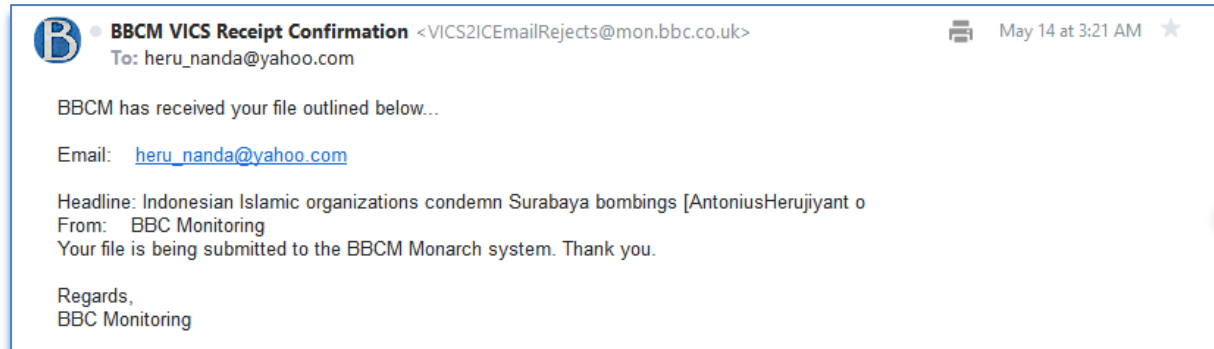 B
BBCM VICS Receipt Confirmation <VICS2ICEmailRejects@mon.bbc.co.uk> May 14 at 3:21 AM
To: heru_nanda@yahoo.com
BBCM has received your file outlined below...
Email: heru_nanda@yahoo.com
Headline: Indonesian Islamic organizations condemn Surabaya bombings [AntoniusHerujiyant o
From: BBC Monitoring
Your file is being submitted to the BBCM Monarch system. Thank you.
Regards,
BBC Monitoring